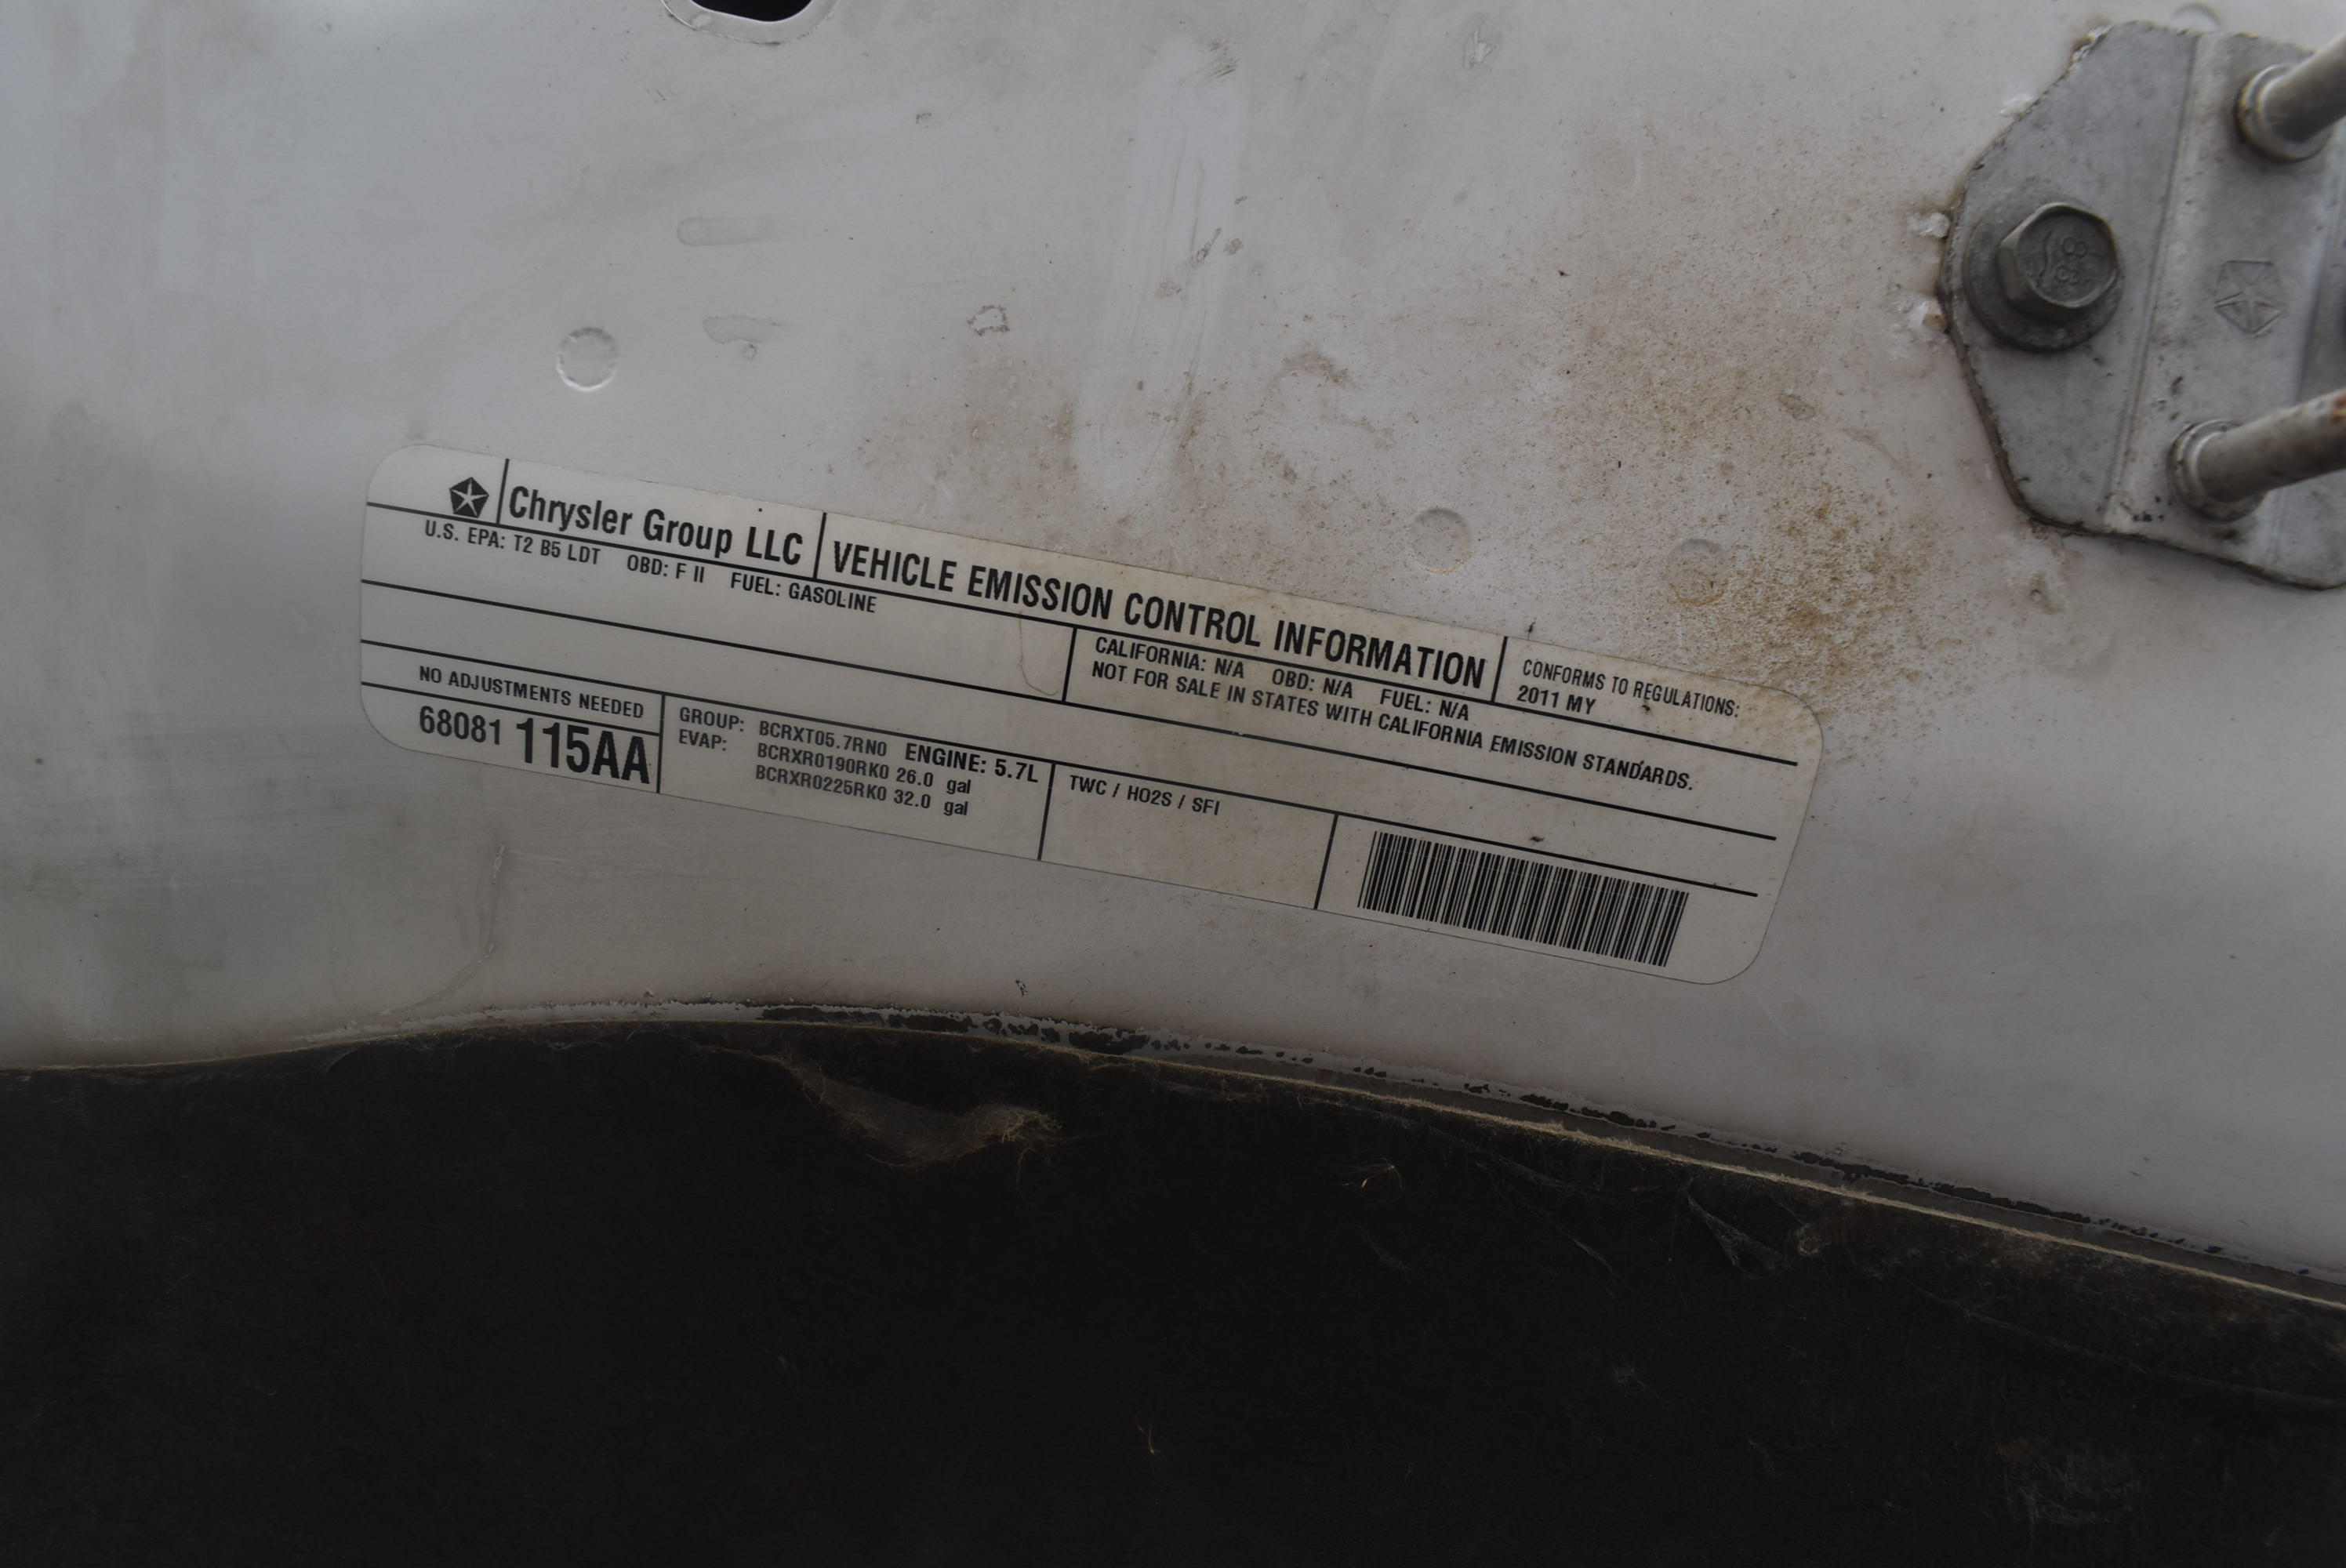 Chrysler Group LLC VEHICLE EMISSION CONTROL INFORMATION
CONFORMS TO REGULATIONS:
2011 MY
U.S. EPA: T2 B5 LDT OBD: F II FUEL: GASOLINE
CALIFORNIA: N/A OBD: N/A FUEL: N/A
NOT FOR SALE IN STATES WITH CALIFORNIA EMISSION STANDARDS.
NO ADJUSTMENTS NEEDED
68081 115AA
GROUP: BCRXT05.7RN0 ENGINE: 5.7L
EVAP: BCRXR0190RK0 26.0 gal
BCRXR0225RK0 32.0 gal
TWC / HO2S / SFI